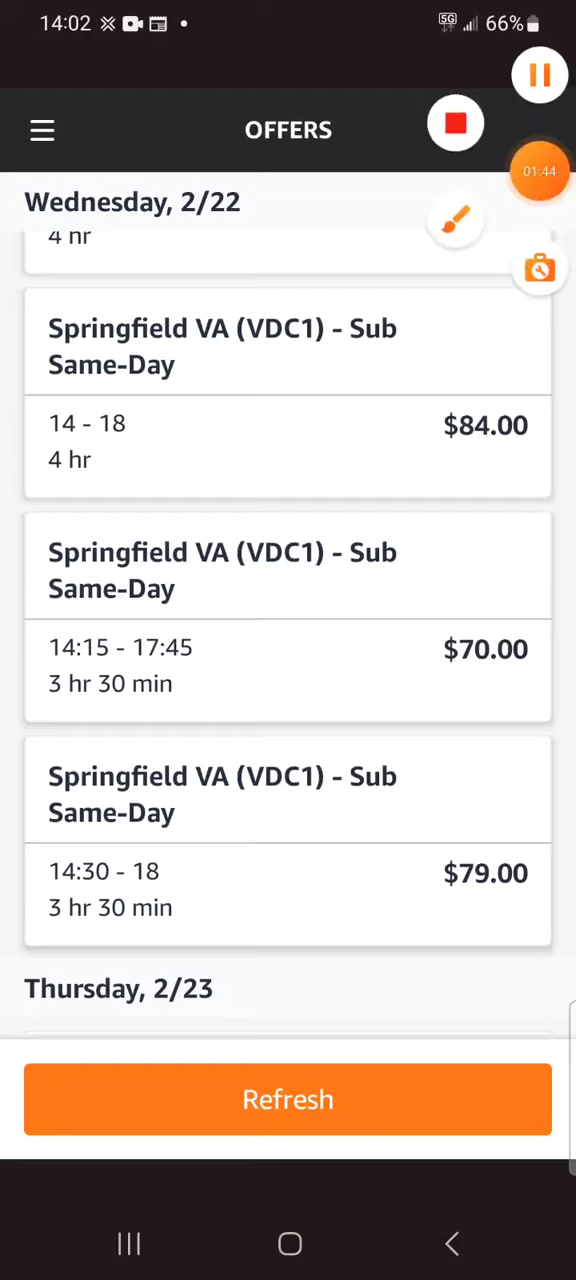 14:02
5G
66%
OFFERS
01:44
Wednesday, 2/22
4 hr
Springfield VA (VDC1) - Sub
Same-Day
14 - 18
$84.00
4 hr
Springfield VA (VDC1) - Sub
Same-Day
14:15 - 17:45
$70.00
3 hr 30 min
Springfield VA (VDC1) - Sub
Same-Day
14:30 - 18
$79.00
3 hr 30 min
Thursday, 2/23
Refresh